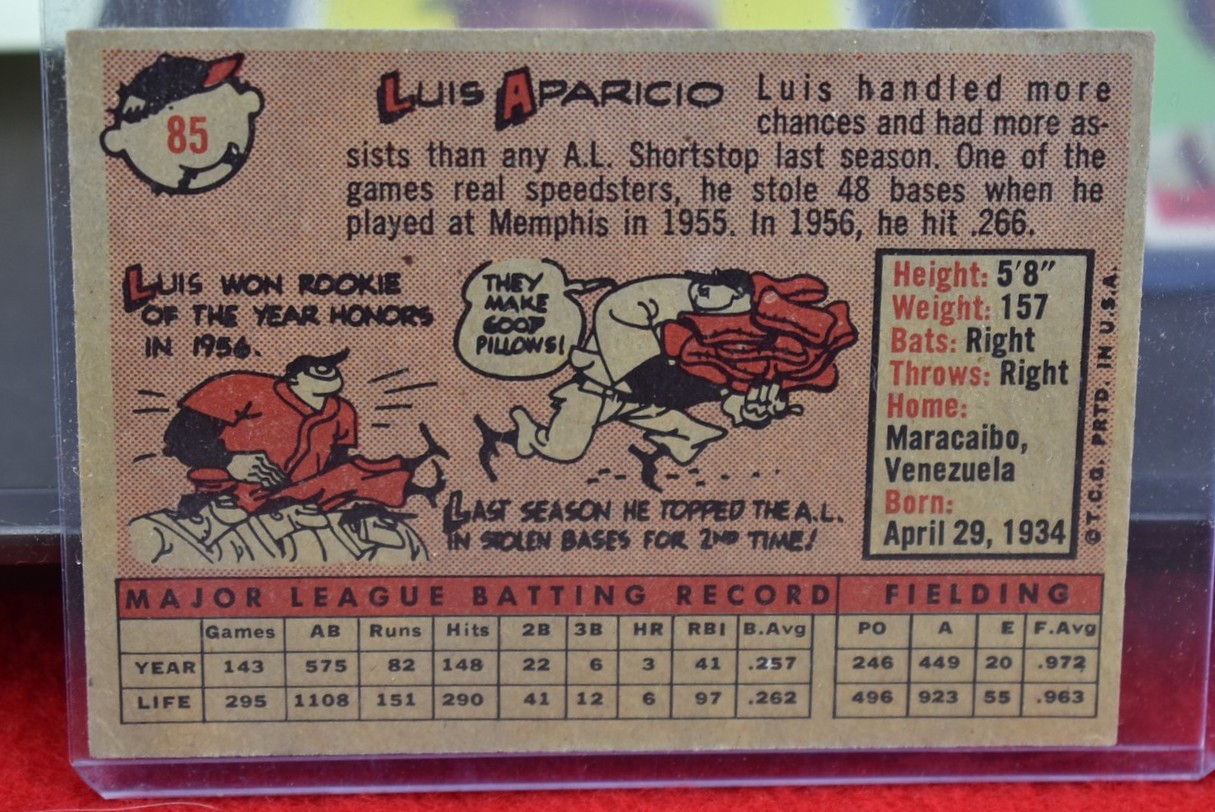 85
LUIS APARICIO
Luis handled more
chances and had more as-
sists than any A.L. Shortstop last season. One of the
games real speedsters, he stole 48 bases when he
played at Memphis in 1955. In 1956, he hit .266.
LUIS WON ROOKIE
OF THE YEAR HONORS
IN 1956.
THEY
MAKE
GOOD
PILLOWS!
LAST SEASON HE TOPPED THE A.L.
IN STOLEN BASES FOR 2ND TIME!
Height: 5'8"
Weight: 157
Bats: Right
Throws: Right
Home:
Maracaibo,
Venezuela
Born:
April 29, 1934
© T.C.G. PRTD. IN U.S.A.
MAJOR LEAGUE BATTING RECORD FIELDING
Games AB Runs Hits 2B 3B HR RBI B.Avg PO A E F.Avg
YEAR 143 575 82 148 22 6 3 41 .257 246 449 20 .972
LIFE 295 1108 151 290 41 12 6 97 .262 496 923 55 .963